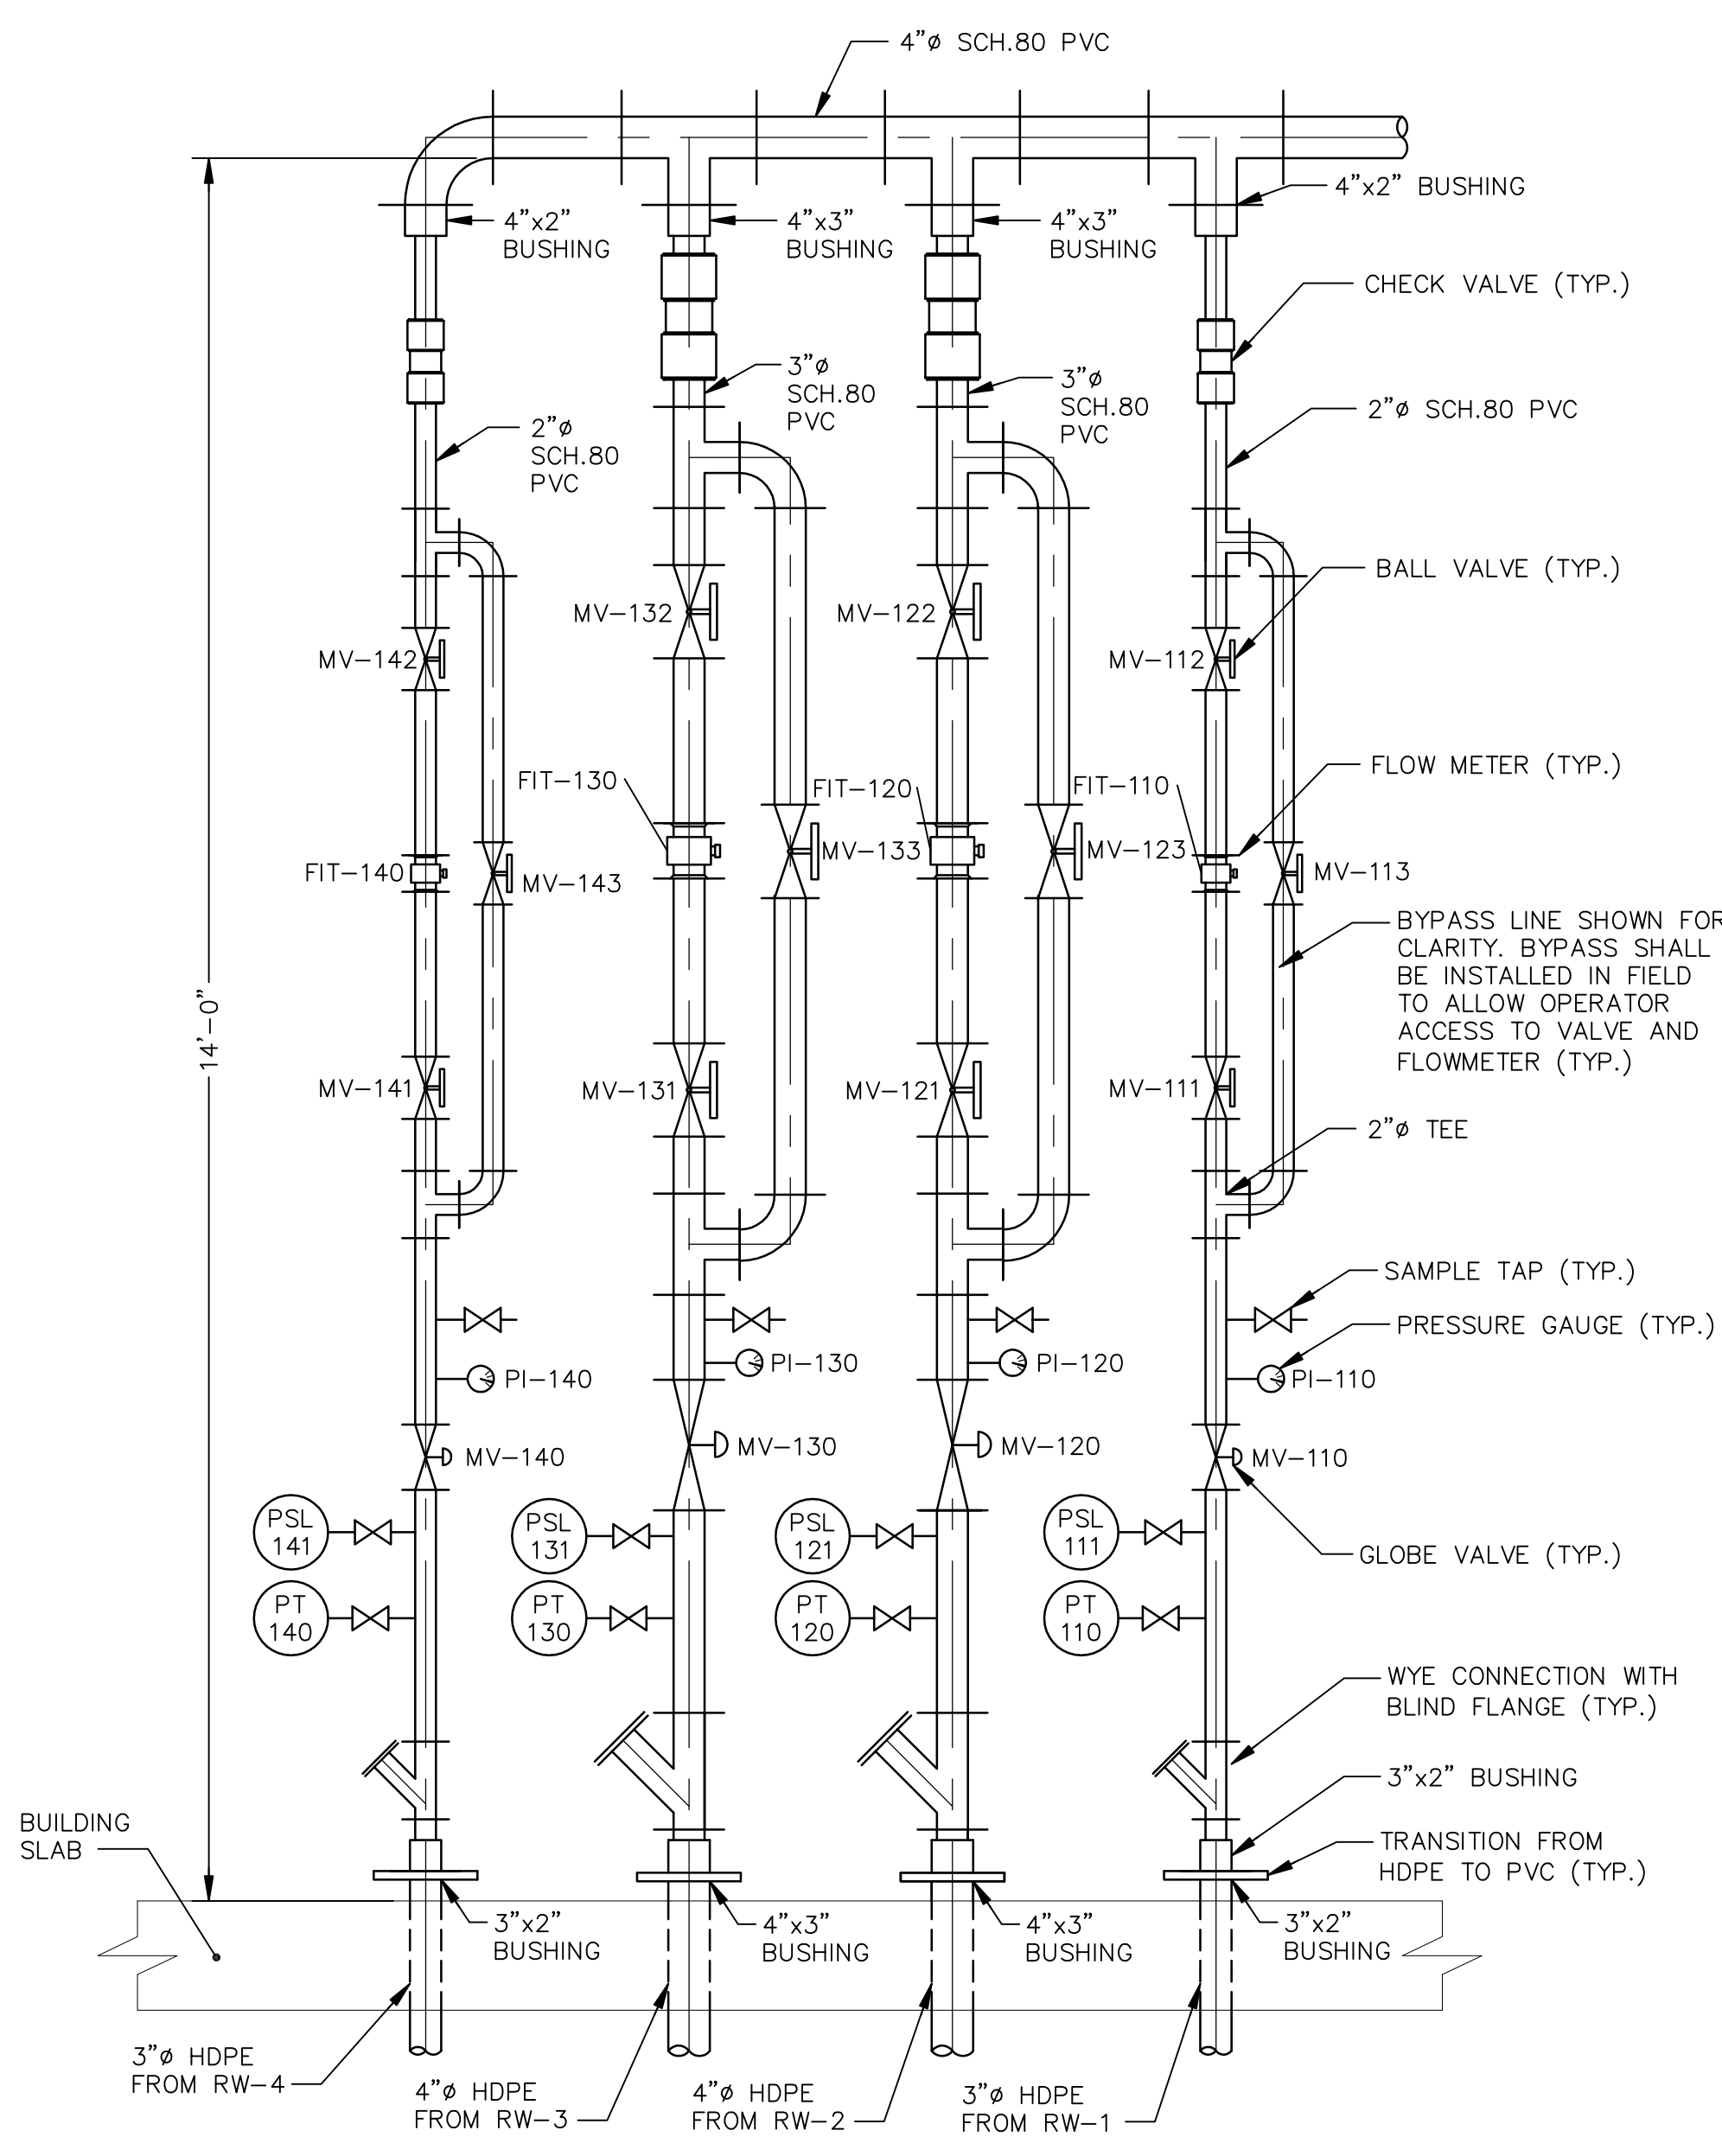 4"ø SCH.80 PVC
4"x2" BUSHING
4"x2"
BUSHING
4"x3"
BUSHING
4"x3"
BUSHING
CHECK VALVE (TYP.)
3"ø
SCH.80
PVC
3"ø
SCH.80
PVC
2"ø SCH.80 PVC
2"ø
SCH.80
PVC
BALL VALVE (TYP.)
MV-132
MV-122
MV-142
MV-112
FLOW METER (TYP.)
FIT-130
FIT-120
FIT-110
MV-133
MV-123
FIT-140
MV-143
MV-113
BYPASS LINE SHOWN FOR
CLARITY. BYPASS SHALL
BE INSTALLED IN FIELD
TO ALLOW OPERATOR
ACCESS TO VALVE AND
FLOWMETER (TYP.)
14'-0"
MV-141
MV-131
MV-121
MV-111
2"ø TEE
SAMPLE TAP (TYP.)
PRESSURE GAUGE (TYP.)
PI-140
PI-130
PI-120
PI-110
MV-140
MV-130
MV-120
MV-110
PSL
141
PSL
131
PSL
121
PSL
111
GLOBE VALVE (TYP.)
PT
140
PT
130
PT
120
PT
110
WYE CONNECTION WITH
BLIND FLANGE (TYP.)
3"x2" BUSHING
BUILDING
SLAB
TRANSITION FROM
HDPE TO PVC (TYP.)
3"x2"
BUSHING
4"x3"
BUSHING
4"x3"
BUSHING
3"x2"
BUSHING
3"ø HDPE
FROM RW-4
4"ø HDPE
FROM RW-3
4"ø HDPE
FROM RW-2
3"ø HDPE
FROM RW-1